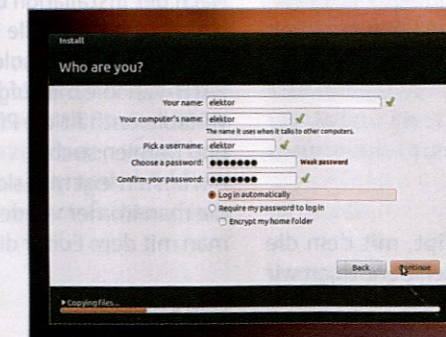 Install
Who are you?
Your name: elektor
Your computer's name: elektor
The name it uses when it talks to other computers.
Pick a username: elektor
Choose a password: ●●●●●●● Weak password
Confirm your password: ●●●●●●●
Log in automatically
Require my password to log in
Encrypt my home folder
Back Continue
Copying files...